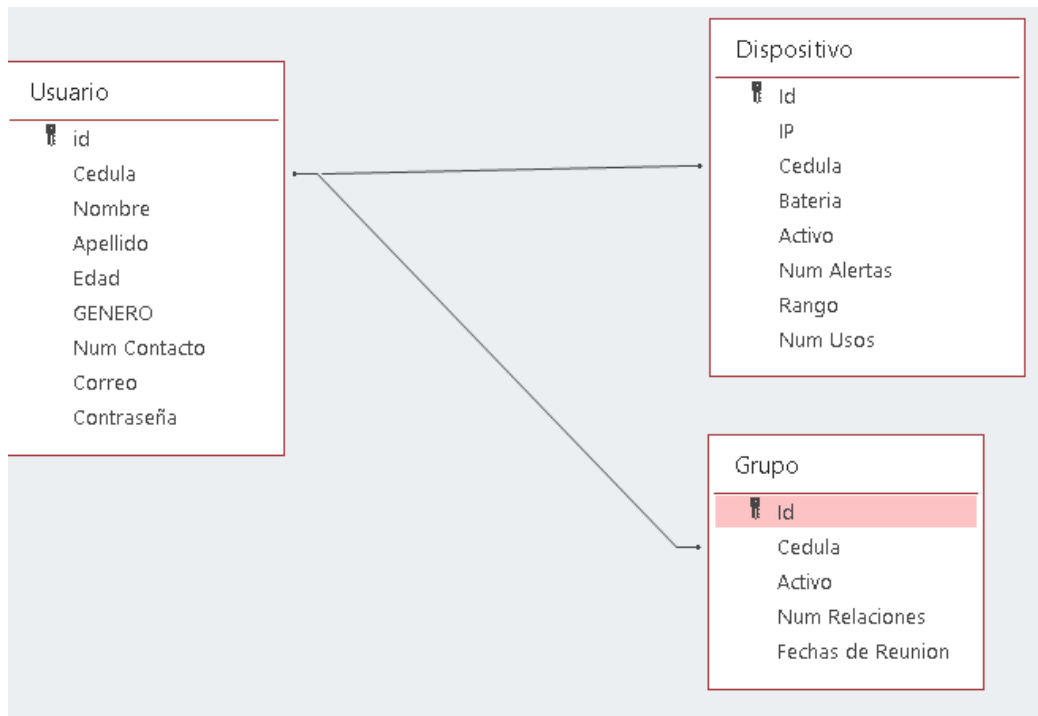 Usuario
id
Cedula
Nombre
Apellido
Edad
GENERO
Num Contacto
Correo
Contraseña
Dispositivo
Id
IP
Cedula
Bateria
Activo
Num Alertas
Rango
Num Usos
Grupo
Id
Cedula
Activo
Num Relaciones
Fechas de Reunion